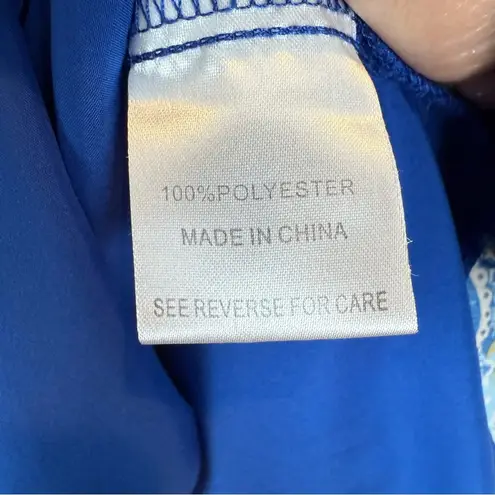 100%POLYESTER
MADE IN CHINA
SEE REVERSE FOR CARE